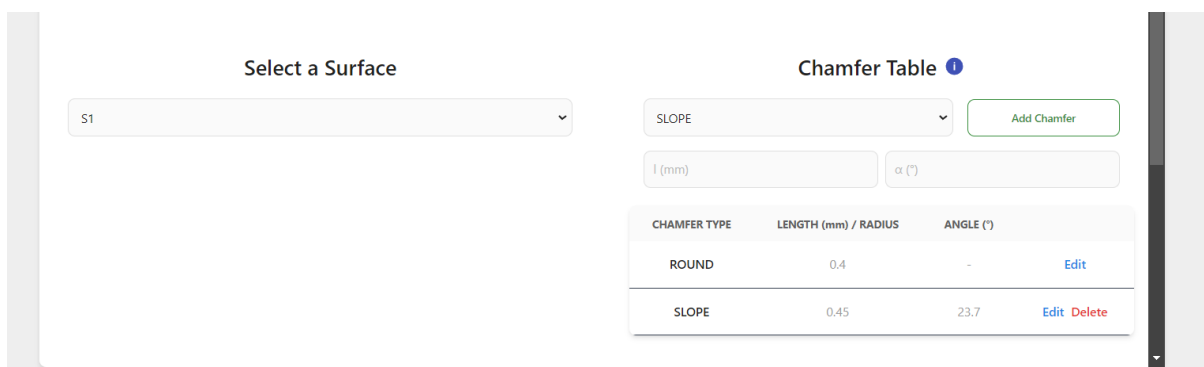 Select a Surface
S1
Chamfer Table i
SLOPE
Add Chamfer
l (mm)
α (°)
CHAMFER TYPE LENGTH (mm) / RADIUS ANGLE (°)
ROUND 0.4 - Edit
SLOPE 0.45 23.7 Edit Delete